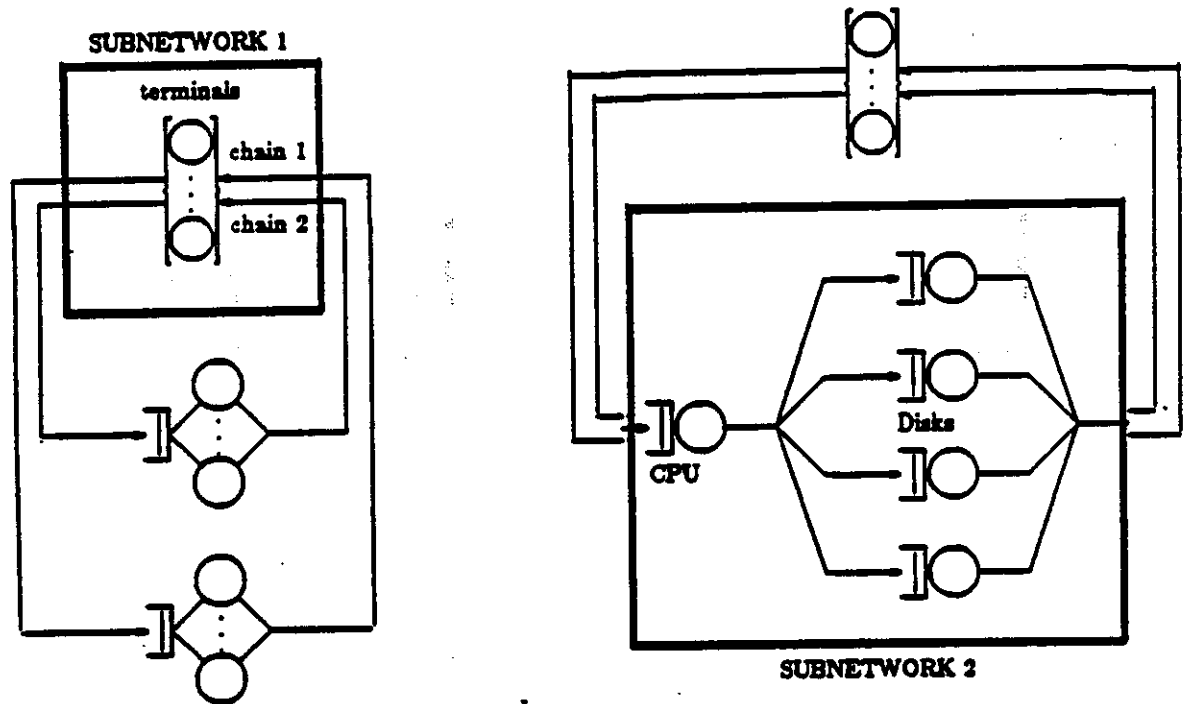 SUBNETWORK 1
terminals
chain 1
chain 2
Disks
CPU
SUBNETWORK 2